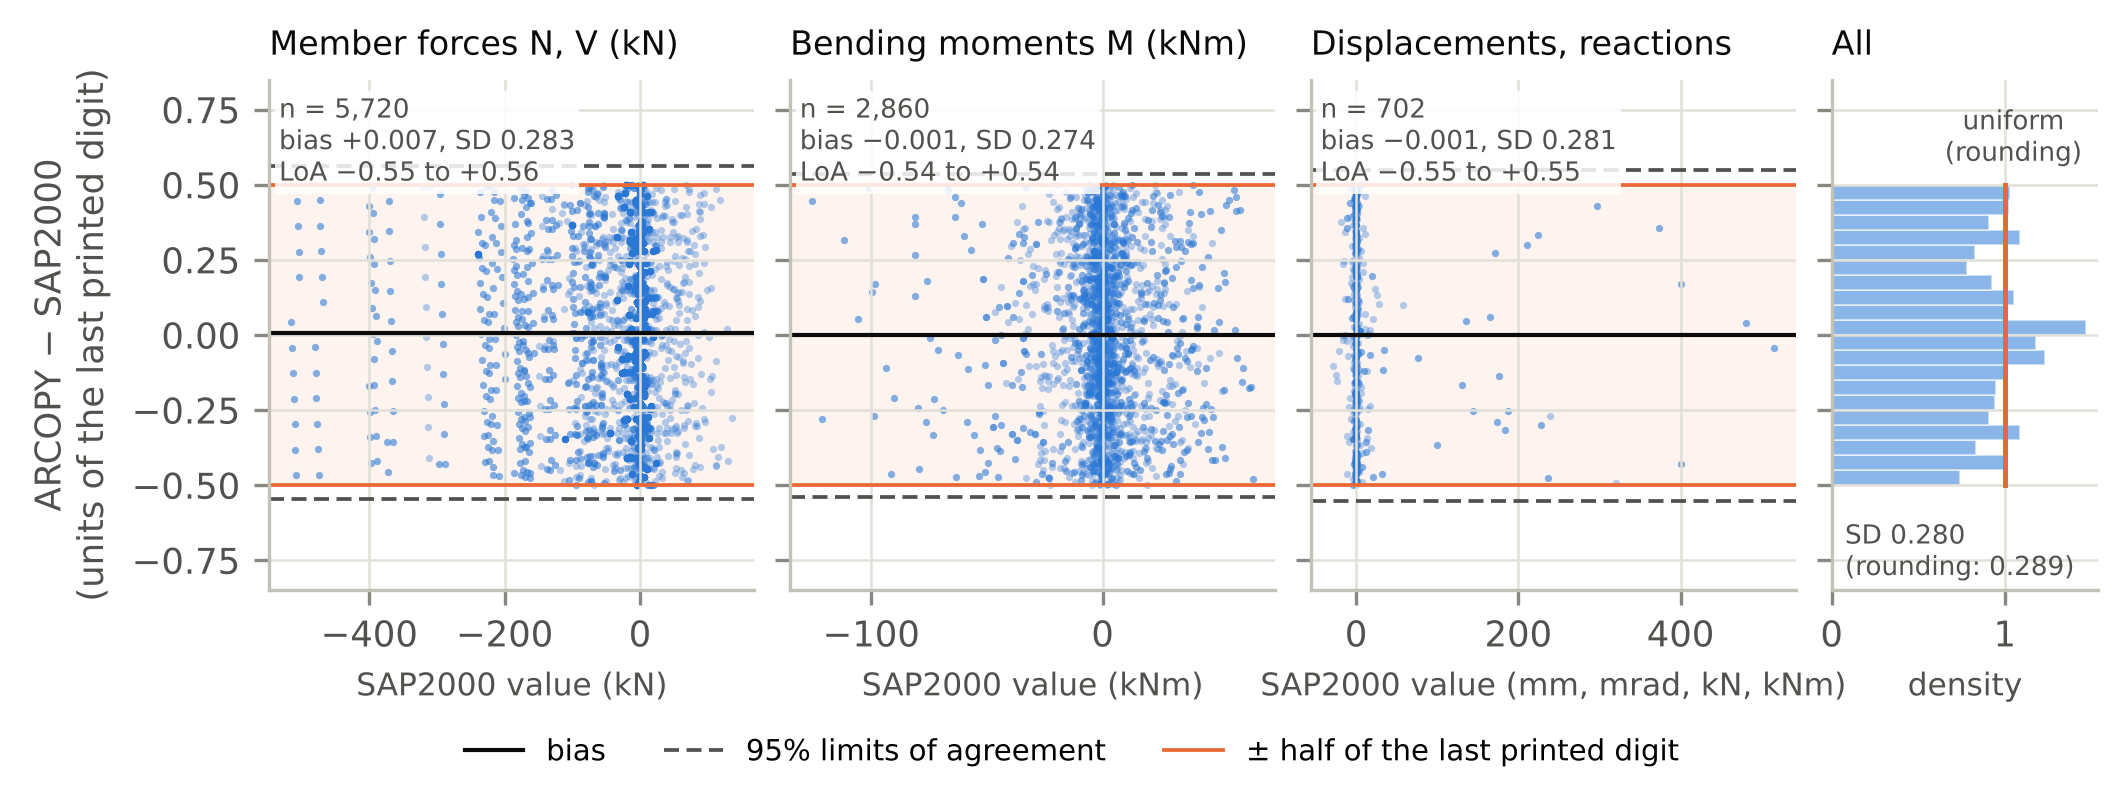 Member forces N, V (kN)
Bending moments M (kNm)
Displacements, reactions
All
ARCOPY − SAP2000
(units of the last printed digit)
0.75
0.50
0.25
0.00
−0.25
−0.50
−0.75
n = 5,720
bias +0.007, SD 0.283
LoA −0.55 to +0.56
n = 2,860
bias −0.001, SD 0.274
LoA −0.54 to +0.54
n = 702
bias −0.001, SD 0.281
LoA −0.55 to +0.55
uniform
(rounding)
SD 0.280
(rounding: 0.289)
−400 −200 0
−100 0
0 200 400
0 1
SAP2000 value (kN)
SAP2000 value (kNm)
SAP2000 value (mm, mrad, kN, kNm)
density
bias
95% limits of agreement
± half of the last printed digit